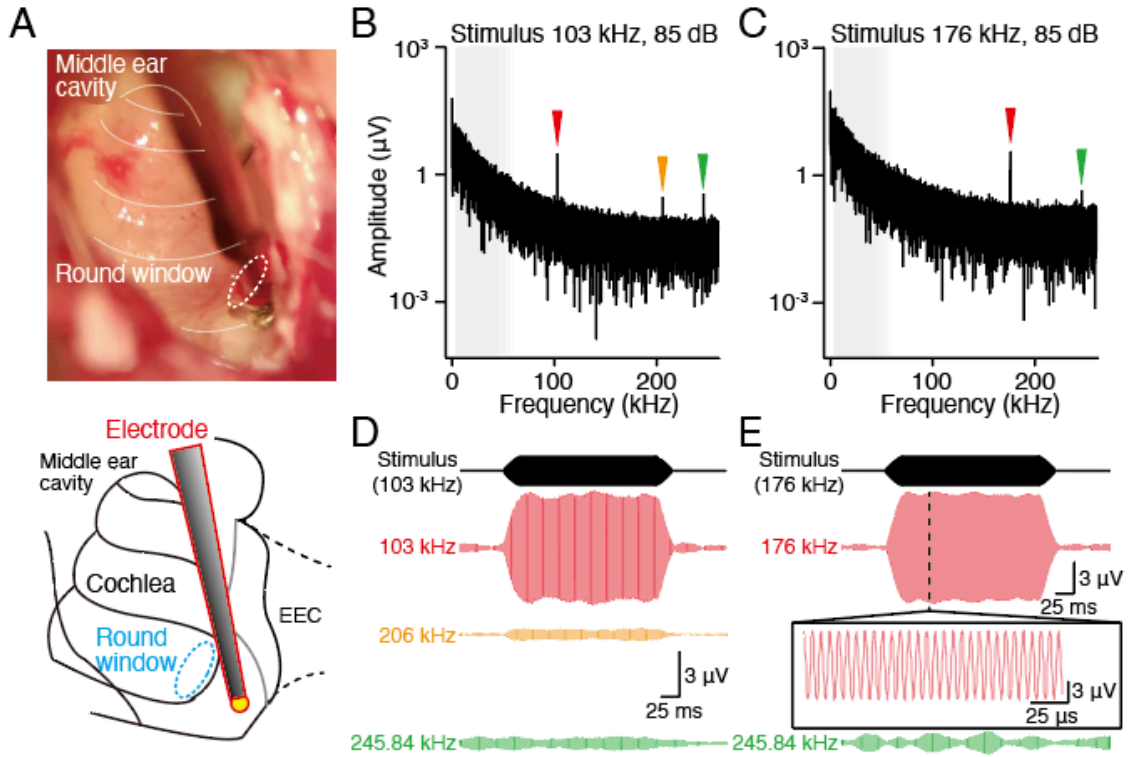 A
Middle ear
cavity
Round window
Electrode
Middle ear
cavity
Cochlea
EEC
Round
window
B
Stimulus 103 kHz, 85 dB
10³
1
10⁻³
Amplitude (µV)
0
100
200
Frequency (kHz)
C
Stimulus 176 kHz, 85 dB
10³
1
10⁻³
0
100
200
Frequency (kHz)
D
Stimulus
(103 kHz)
103 kHz
206 kHz
3 µV
25 ms
245.84 kHz
E
Stimulus
(176 kHz)
176 kHz
3 µV
25 ms
3 µV
25 µs
245.84 kHz